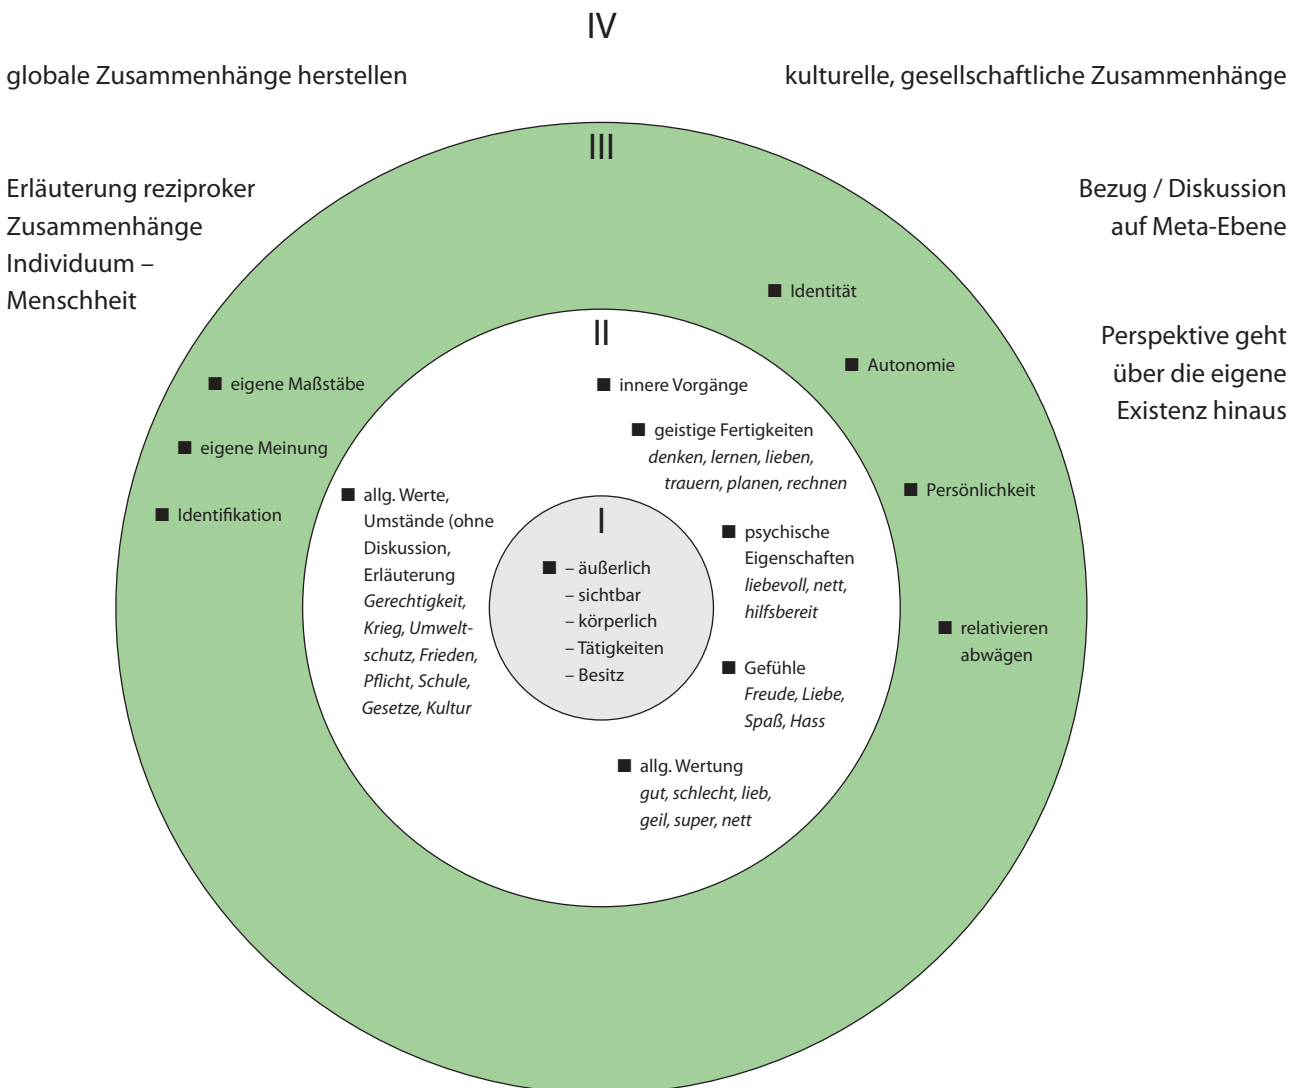 IV
globale Zusammenhänge herstellen
kulturelle, gesellschaftliche Zusammenhänge
III
Erläuterung reziproker
Zusammenhänge
Individuum –
Menschheit
Bezug / Diskussion
auf Meta-Ebene
Perspektive geht
über die eigene
Existenz hinaus
■ Identität
■ Autonomie
■ Persönlichkeit
■ relativieren
abwägen
■ eigene Maßstäbe
■ eigene Meinung
■ Identifikation
II
■ innere Vorgänge
■ geistige Fertigkeiten
denken, lernen, lieben,
trauern, planen, rechnen
■ psychische
Eigenschaften
liebevoll, nett,
hilfsbereit
■ Gefühle
Freude, Liebe,
Spaß, Hass
■ allg. Wertung
gut, schlecht, lieb,
geil, super, nett
■ allg. Werte,
Umstände (ohne
Diskussion,
Erläuterung
Gerechtigkeit,
Krieg, Umwelt-
schutz, Frieden,
Pflicht, Schule,
Gesetze, Kultur
I
■ – äußerlich
– sichtbar
– körperlich
– Tätigkeiten
– Besitz